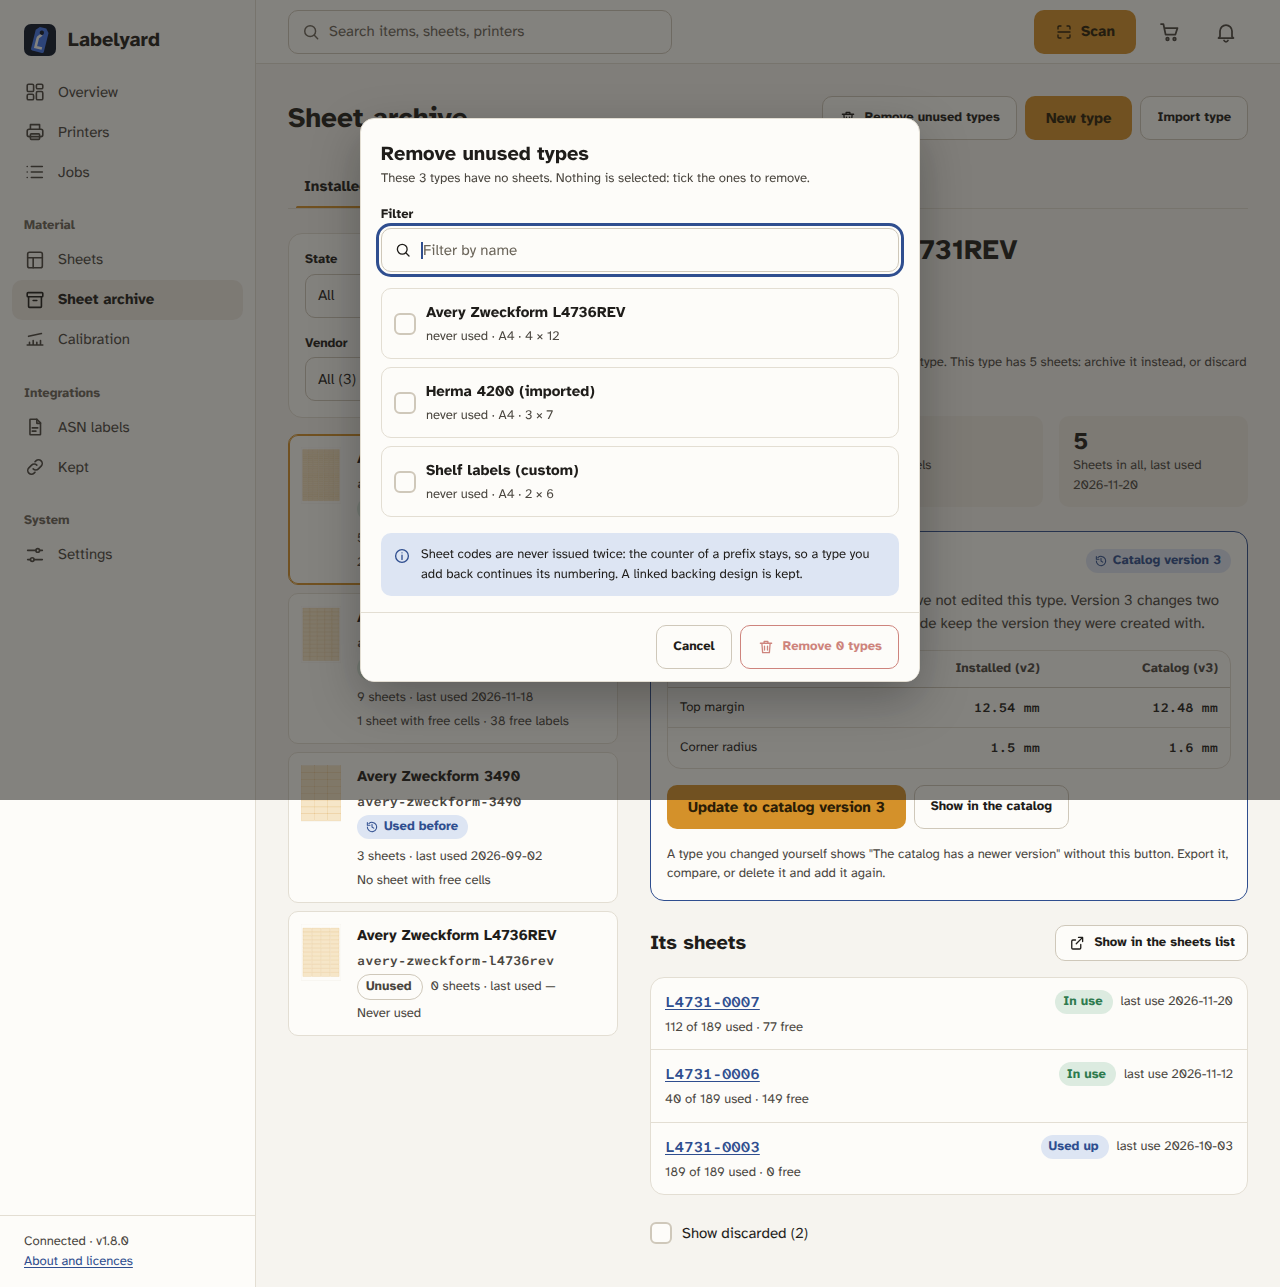 Labelyard
Search items, sheets, printers
Scan
Overview
Printers
Jobs
Material
Sheets
Sheet archive
Calibration
Integrations
ASN labels
Kept
System
Settings
Connected · v1.8.0
About and licences
Sheet archive
Remove unused types
New type
Import type
Installe
State
All
Vendor
All (3)
Remove unused types
These 3 types have no sheets. Nothing is selected: tick the ones to remove.
Filter
Filter by name
Avery Zweckform L4736REV
never used · A4 · 4 × 12
Herma 4200 (imported)
never used · A4 · 3 × 7
Shelf labels (custom)
never used · A4 · 2 × 6
Sheet codes are never issued twice: the counter of a prefix stays, so a type you
add back continues its numbering. A linked backing design is kept.
Cancel
Remove 0 types
9 sheets · last used 2026-11-18
1 sheet with free cells · 38 free labels
Avery Zweckform 3490
avery-zweckform-3490
Used before
3 sheets · last used 2026-09-02
No sheet with free cells
Avery Zweckform L4736REV
avery-zweckform-l4736rev
Unused 0 sheets · last used —
Never used
731REV
type. This type has 5 sheets: archive it instead, or discard
els
5
Sheets in all, last used
2026-11-20
Catalog version 3
ve not edited this type. Version 3 changes two
de keep the version they were created with.
Installed (v2) Catalog (v3)
Top margin 12.54 mm 12.48 mm
Corner radius 1.5 mm 1.6 mm
Update to catalog version 3
Show in the catalog
A type you changed yourself shows "The catalog has a newer version" without this button. Export it,
compare, or delete it and add it again.
Its sheets
Show in the sheets list
L4731-0007 In use last use 2026-11-20
112 of 189 used · 77 free
L4731-0006 In use last use 2026-11-12
40 of 189 used · 149 free
L4731-0003 Used up last use 2026-10-03
189 of 189 used · 0 free
Show discarded (2)